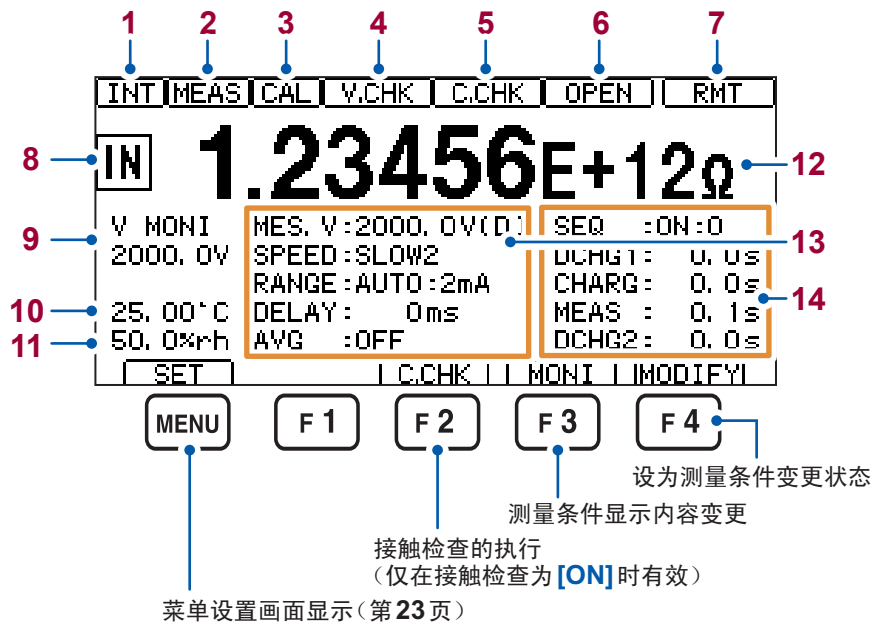 1 2 3 4 5 6 7
INT MEAS CAL V.CHK C.CHK OPEN RMT
8 IN 1.23456E+12Ω 12
9 V MONI MES. V:2000. 0V(D) SEQ :ON:0 13
2000. 0V SPEED:SLOW2 DCHG1: 0. 0s
RANGE:AUTO:2mA CHARG: 0. 0s 14
10 25. 00°C DELAY: 0ms MEAS : 0. 1s
11 50. 0%rh AVG :OFF DCHG2: 0. 0s
SET C.CHK MONI MODIFY
MENU F 1 F 2 F 3 F 4
设为测量条件变更状态
测量条件显示内容变更
接触检查的执行
（仅在接触检查为[ON]时有效）
菜单设置画面显示（第23页）